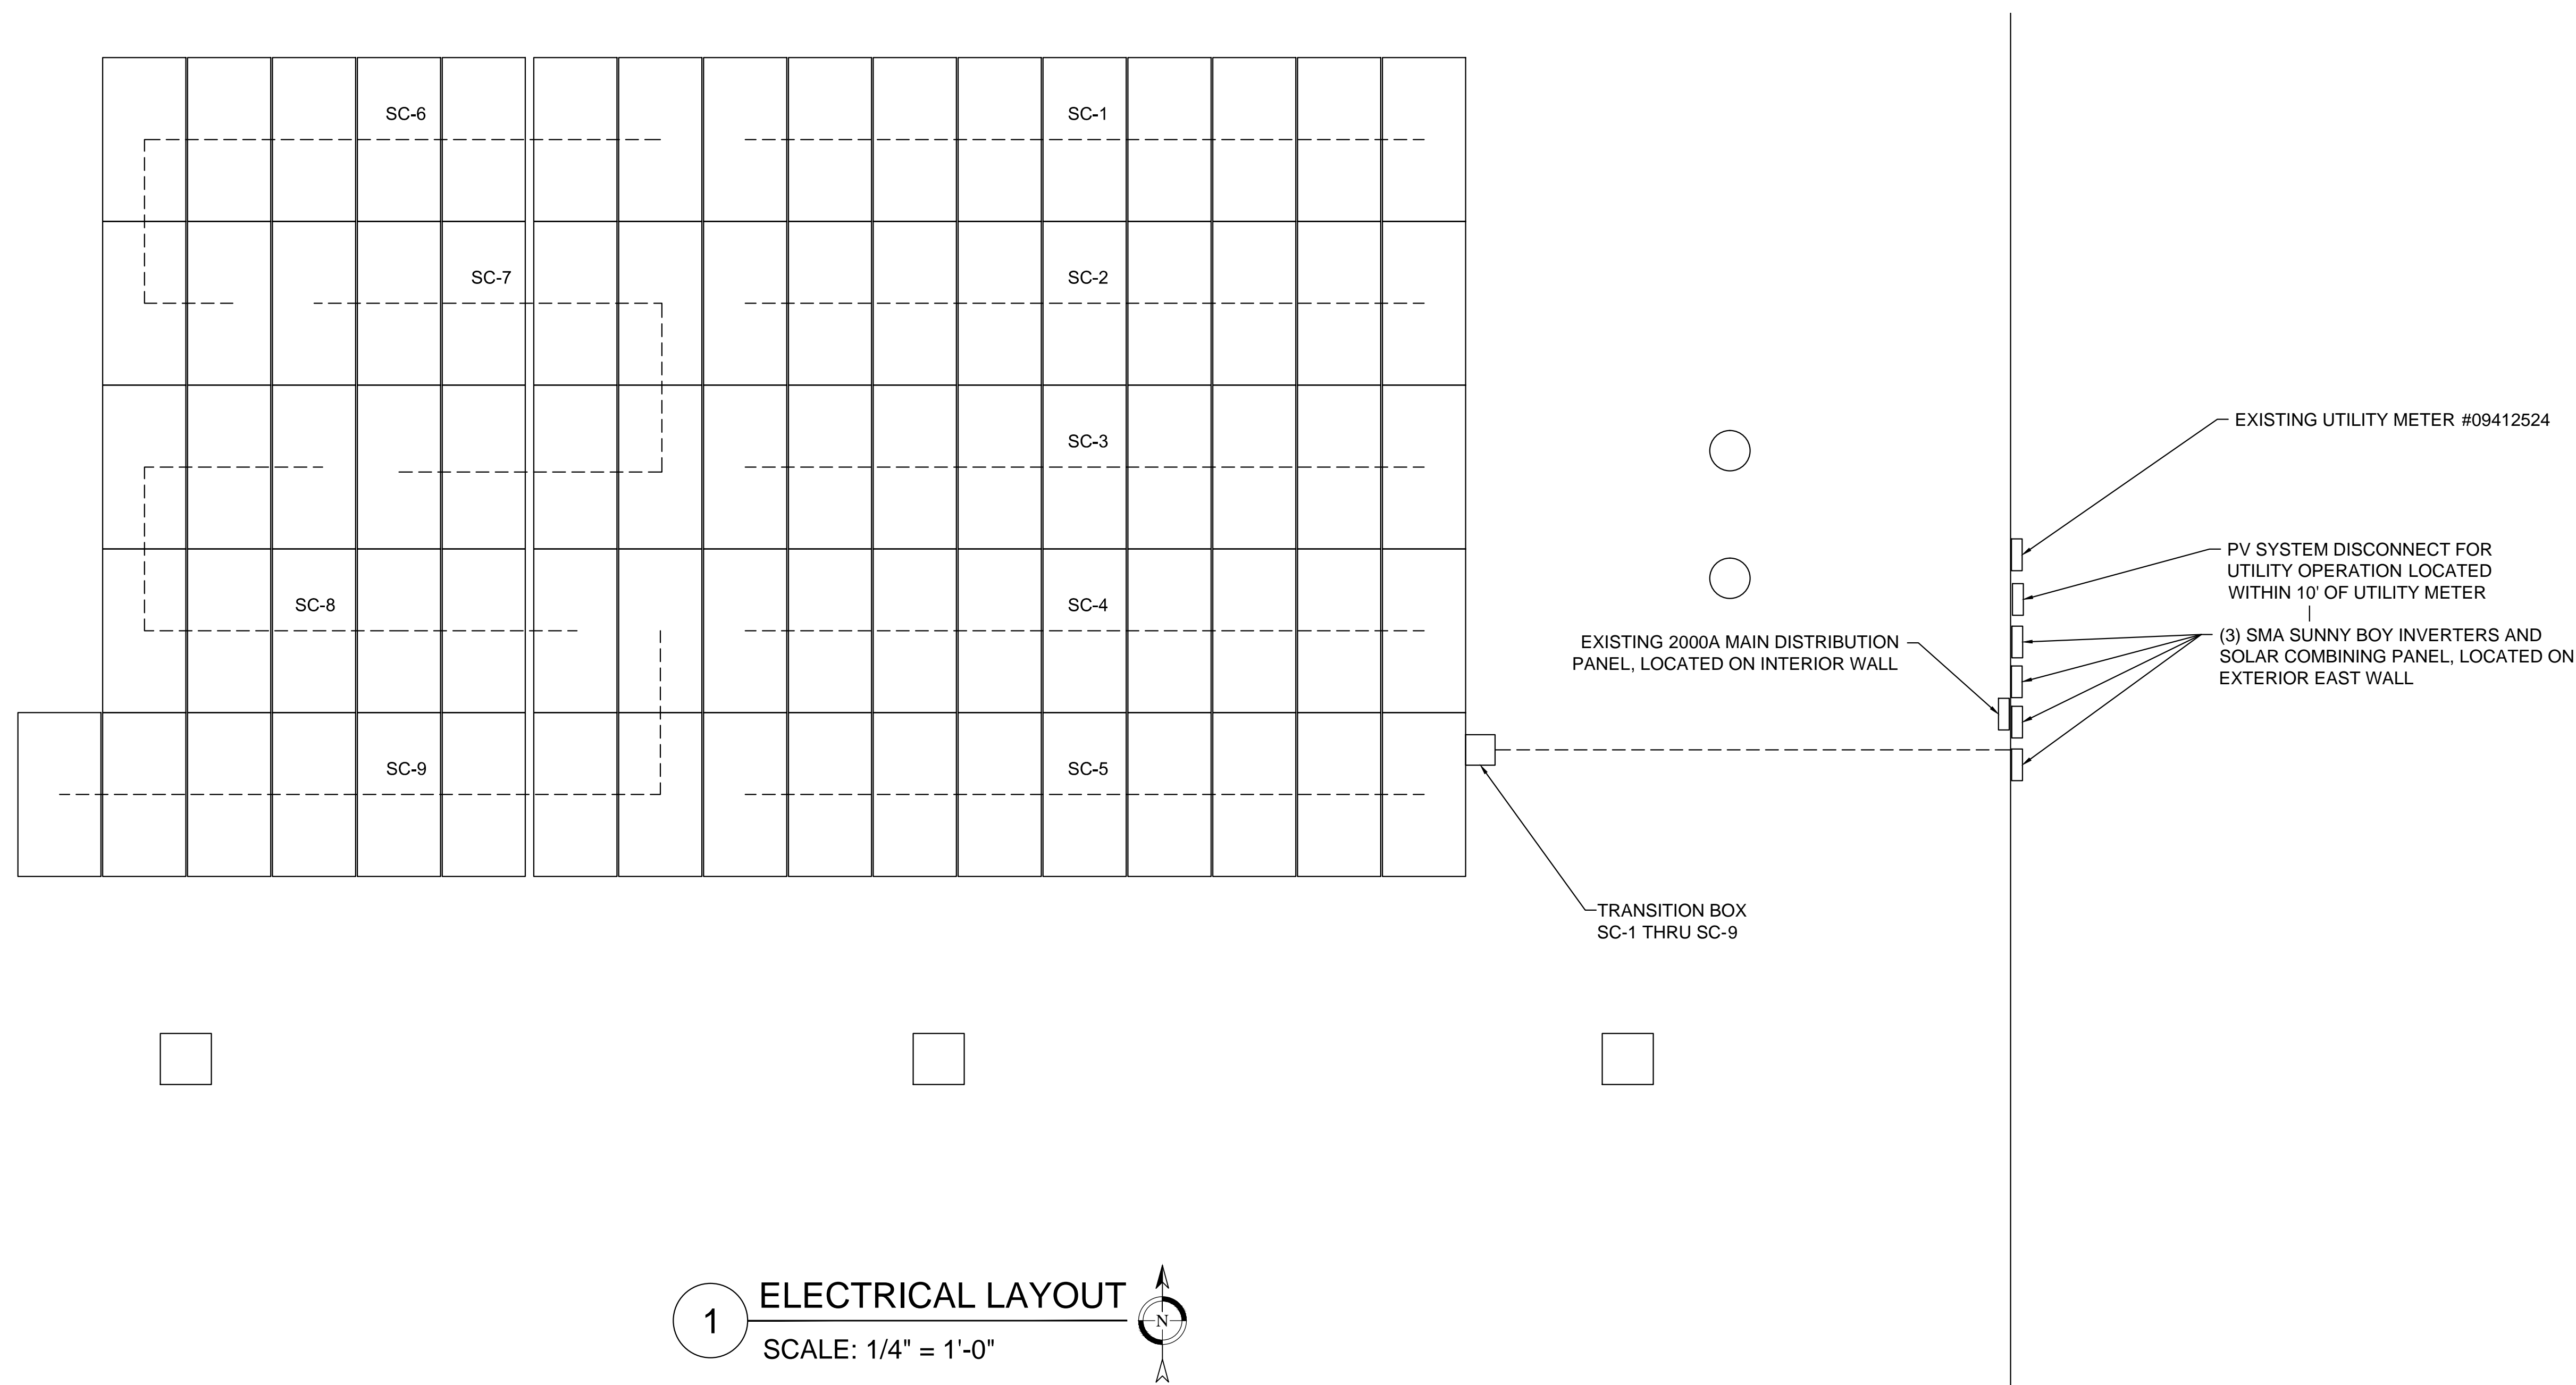 SC-6
SC-1
SC-7
SC-2
SC-3
SC-8
SC-4
SC-9
SC-5
EXISTING UTILITY METER #09412524
PV SYSTEM DISCONNECT FOR
UTILITY OPERATION LOCATED
WITHIN 10' OF UTILITY METER
(3) SMA SUNNY BOY INVERTERS AND
SOLAR COMBINING PANEL, LOCATED ON
EXTERIOR EAST WALL
EXISTING 2000A MAIN DISTRIBUTION
PANEL, LOCATED ON INTERIOR WALL
TRANSITION BOX
SC-1 THRU SC-9
1
ELECTRICAL LAYOUT
SCALE: 1/4" = 1'-0"
N